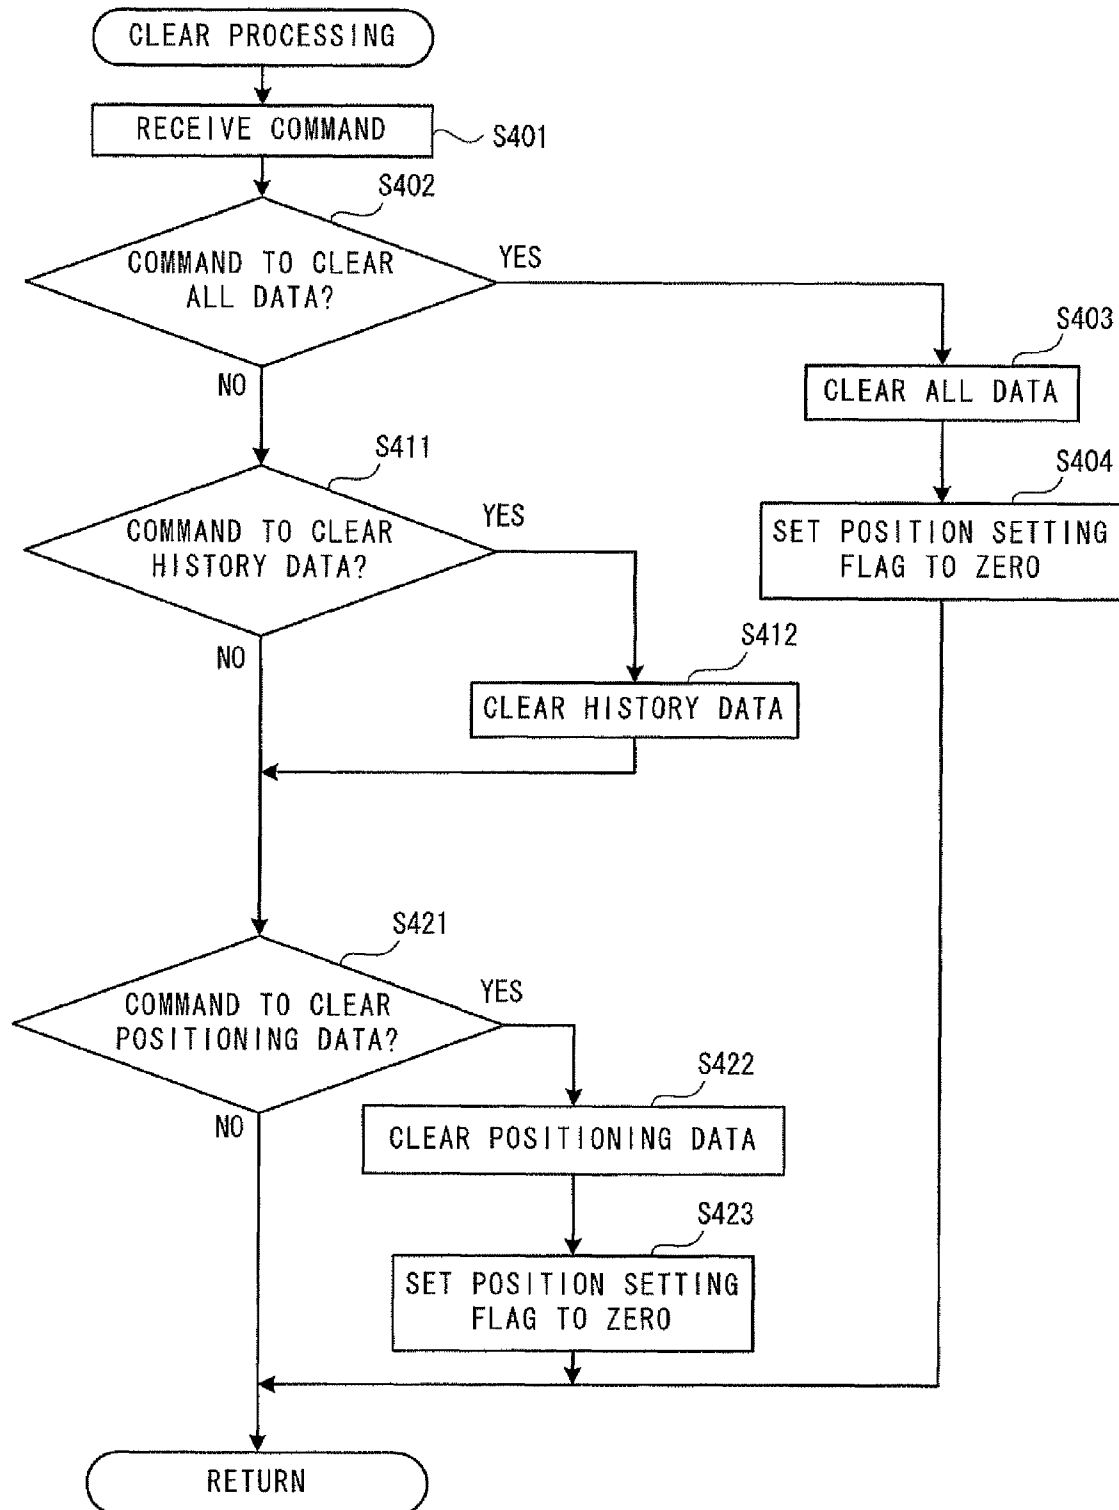 CLEAR PROCESSING
RECEIVE COMMAND
S401
S402
COMMAND TO CLEAR
ALL DATA?
YES
NO
S403
CLEAR ALL DATA
S404
SET POSITION SETTING
FLAG TO ZERO
S411
COMMAND TO CLEAR
HISTORY DATA?
YES
NO
S412
CLEAR HISTORY DATA
S421
COMMAND TO CLEAR
POSITIONING DATA?
YES
NO
S422
CLEAR POSITIONING DATA
S423
SET POSITION SETTING
FLAG TO ZERO
RETURN